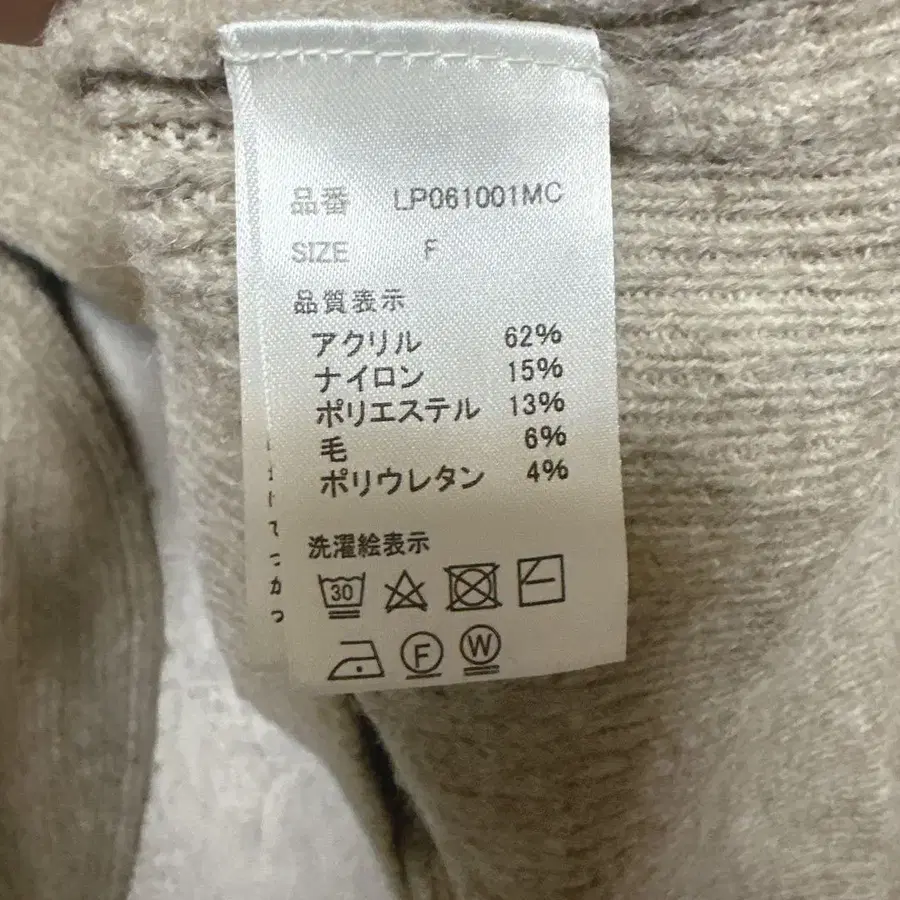 品番 LP061001MC
SIZE F
品質表示
アクリル 62%
ナイロン 15%
ポリエステル 13%
毛 6%
ポリウレタン 4%
洗濯絵表示
30
F W